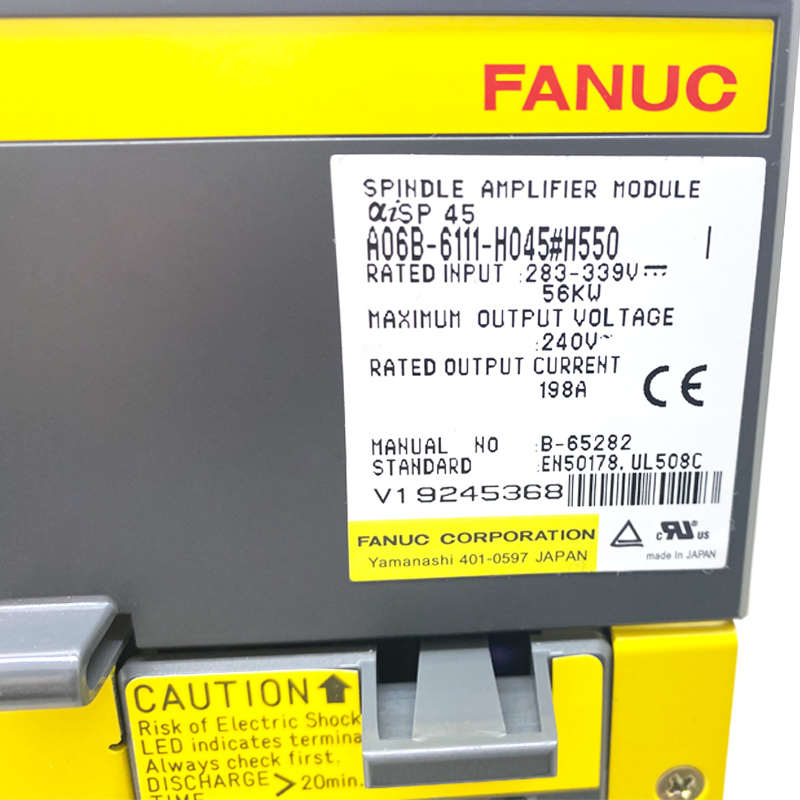 FANUC
SPINDLE AMPLIFIER MODULE
αiSP 45
A06B-6111-H045#H550 I
RATED INPUT :283-339V⎓
56KW
MAXIMUM OUTPUT VOLTAGE
:240V~
RATED OUTPUT CURRENT
198A
CE
MANUAL NO :B-65282
STANDARD :EN50178.UL508C
V19245368
FANUC CORPORATION
Yamanashi 401-0597 JAPAN
c RU US
made in JAPAN
CAUTION
Risk of Electric Shock
LED indicates
Always check first.
DISCHARGE > 20min.
TIME